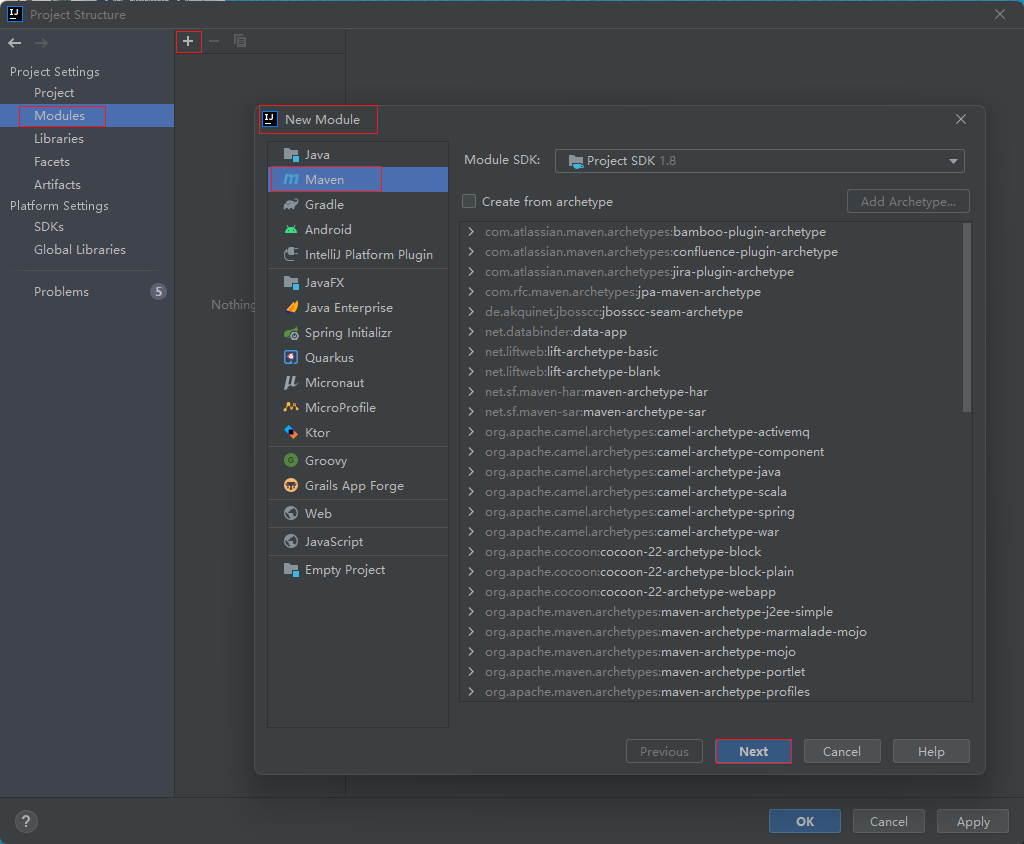 Project Structure
Project Settings
Project
Modules
Libraries
Facets
Artifacts
Platform Settings
SDKs
Global Libraries
Problems 5
Nothing
New Module
Java
Maven
Gradle
Android
IntelliJ Platform Plugin
JavaFX
Java Enterprise
Spring Initializr
Quarkus
Micronaut
MicroProfile
Ktor
Groovy
Grails App Forge
Web
JavaScript
Empty Project
Module SDK: Project SDK 1.8
Create from archetype Add Archetype...
com.atlassian.maven.archetypes:bamboo-plugin-archetype
com.atlassian.maven.archetypes:confluence-plugin-archetype
com.atlassian.maven.archetypes:jira-plugin-archetype
com.rfc.maven.archetypes:jpa-maven-archetype
de.akquinet.jbosscc:jbosscc-seam-archetype
net.databinder:data-app
net.liftweb:lift-archetype-basic
net.liftweb:lift-archetype-blank
net.sf.maven-har:maven-archetype-har
net.sf.maven-sar:maven-archetype-sar
org.apache.camel.archetypes:camel-archetype-activemq
org.apache.camel.archetypes:camel-archetype-component
org.apache.camel.archetypes:camel-archetype-java
org.apache.camel.archetypes:camel-archetype-scala
org.apache.camel.archetypes:camel-archetype-spring
org.apache.camel.archetypes:camel-archetype-war
org.apache.cocoon:cocoon-22-archetype-block
org.apache.cocoon:cocoon-22-archetype-block-plain
org.apache.cocoon:cocoon-22-archetype-webapp
org.apache.maven.archetypes:maven-archetype-j2ee-simple
org.apache.maven.archetypes:maven-archetype-marmalade-mojo
org.apache.maven.archetypes:maven-archetype-mojo
org.apache.maven.archetypes:maven-archetype-portlet
org.apache.maven.archetypes:maven-archetype-profiles
Previous Next Cancel Help
? OK Cancel Apply